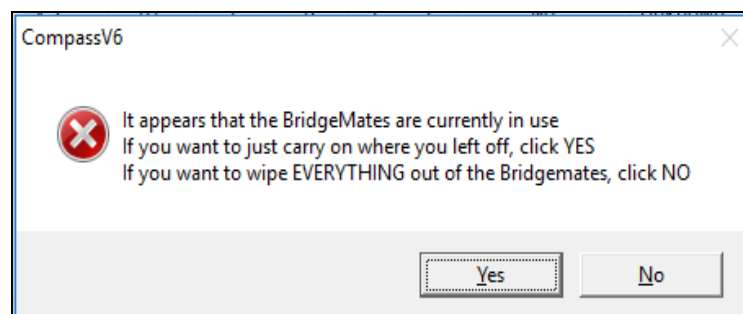 CompassV6
It appears that the BridgeMates are currently in use
If you want to just carry on where you left off, click YES
If you want to wipe EVERYTHING out of the Bridgemates, click NO
Yes
No